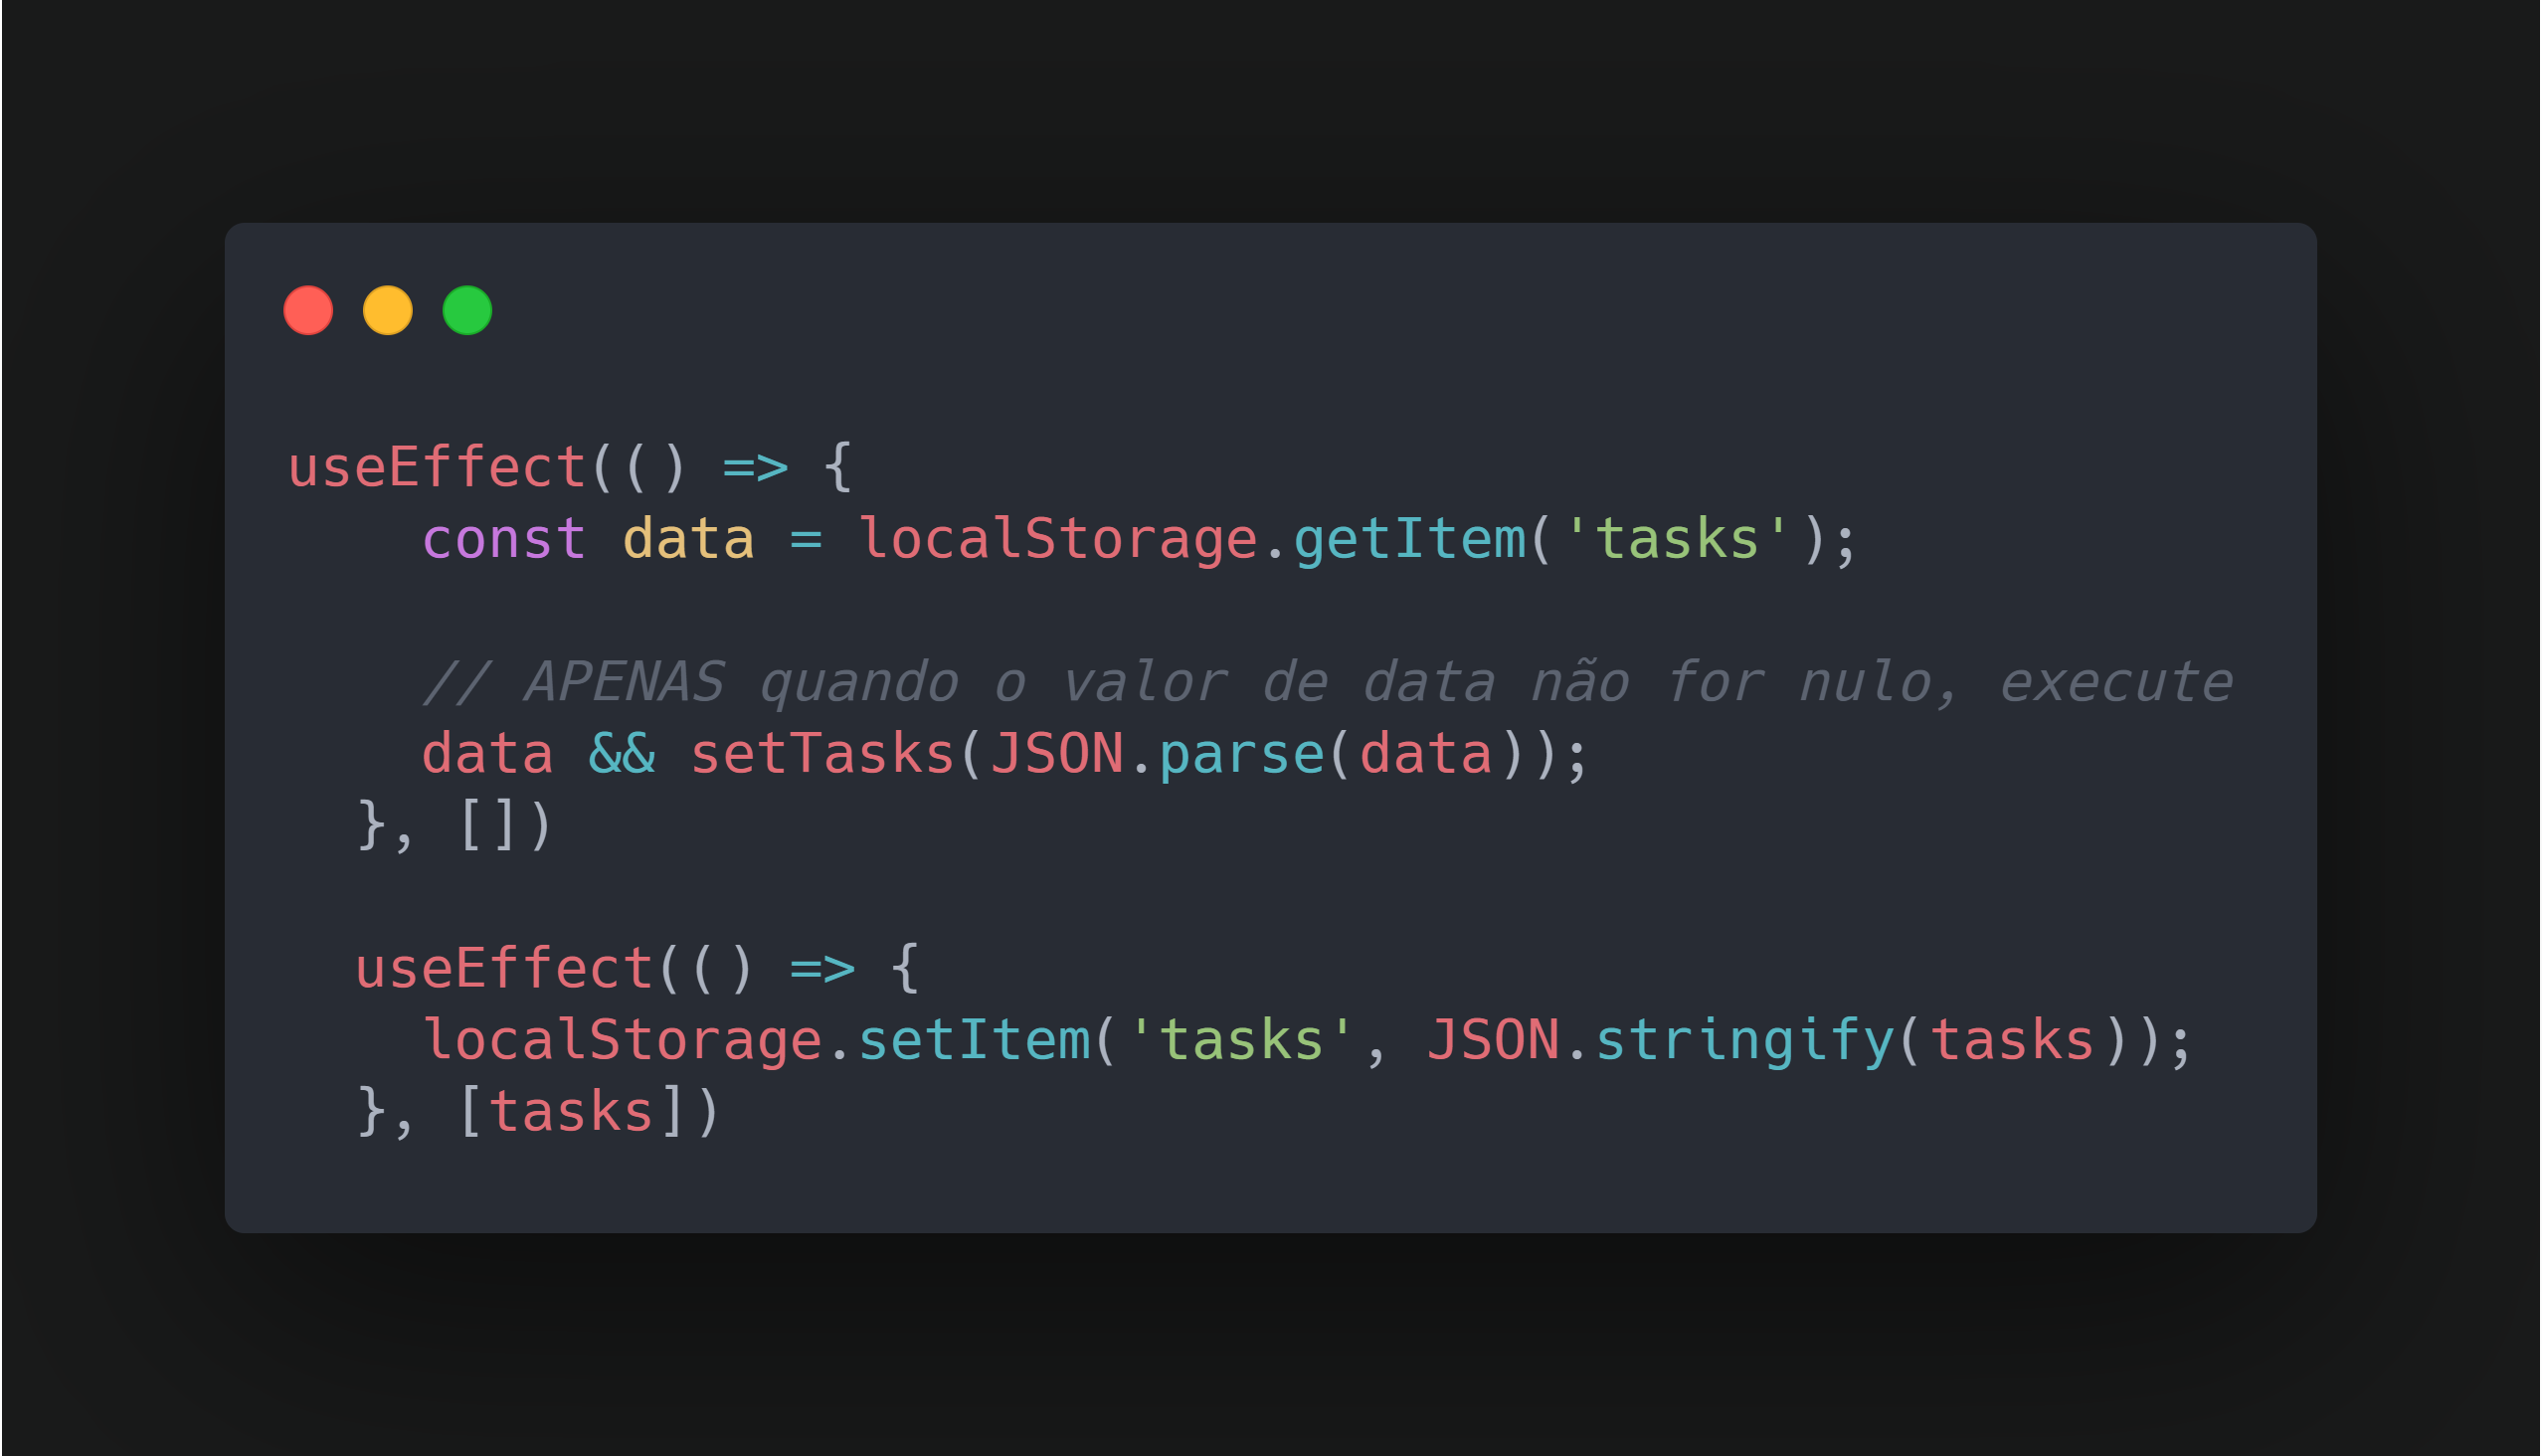 useEffect(() => {
    const data = localStorage.getItem('tasks');

    // APENAS quando o valor de data não for nulo, execute
    data && setTasks(JSON.parse(data));
  }, [])

  useEffect(() => {
    localStorage.setItem('tasks', JSON.stringify(tasks));
  }, [tasks])